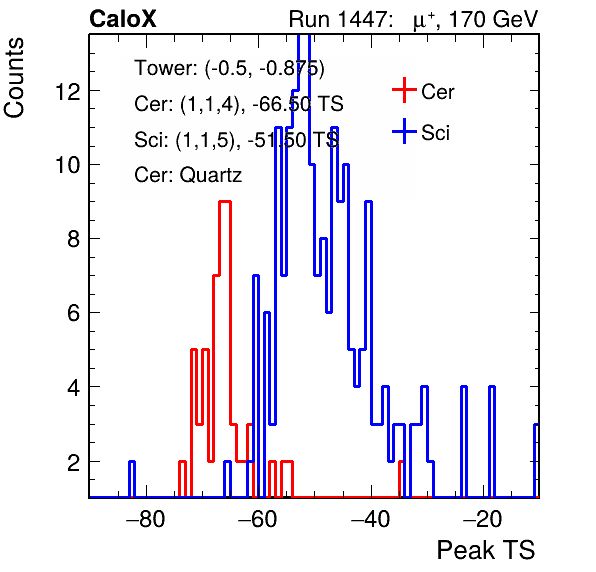 CaloX Run 1447: μ⁺, 170 GeV
Counts
Tower: (-0.5, -0.875)
Cer: (1,1,4), -66.50 TS
Sci: (1,1,5), -51.50 TS
Cer: Quartz
Cer
Sci
12
10
8
6
4
2
−80 −60 −40 −20
Peak TS